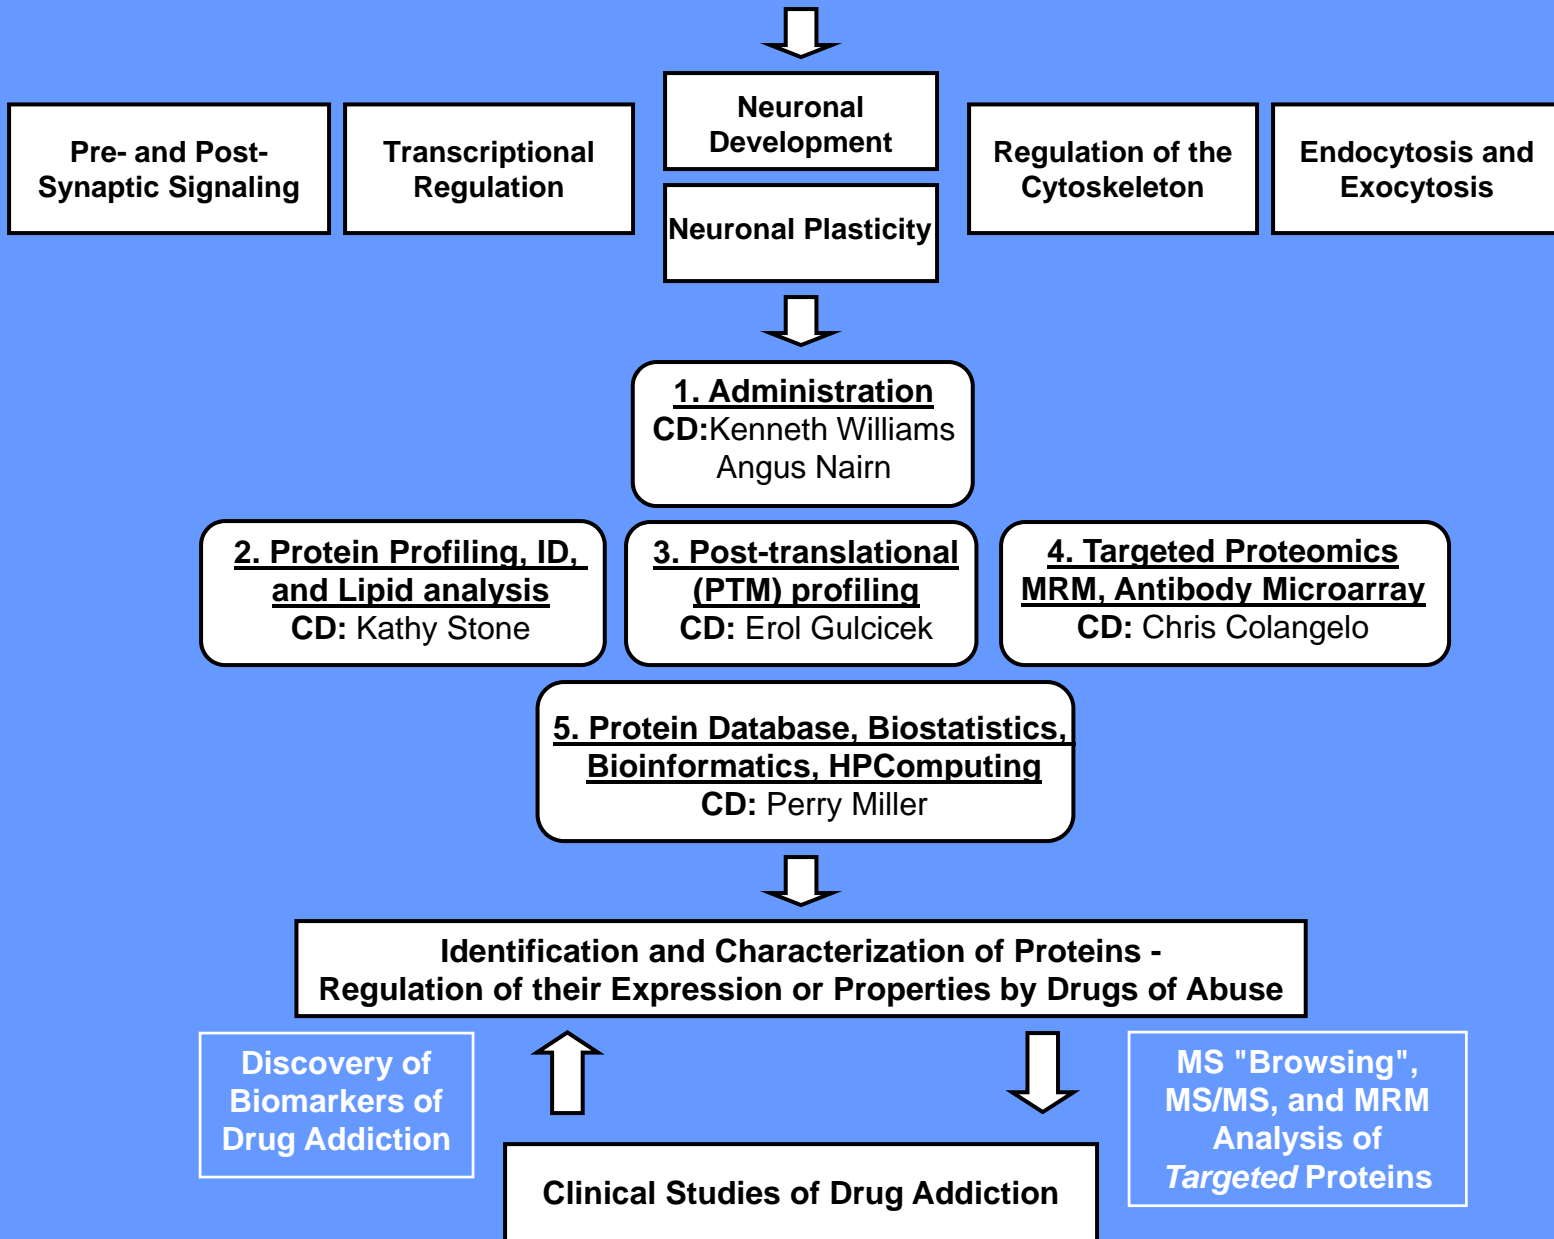 Pre- and Post-
Synaptic Signaling
Transcriptional
Regulation
Neuronal
Development
Neuronal Plasticity
Regulation of the
Cytoskeleton
Endocytosis and
Exocytosis
1. Administration
CD:Kenneth Williams
Angus Nairn
2. Protein Profiling, ID,
and Lipid analysis
CD: Kathy Stone
3. Post-translational
(PTM) profiling
CD: Erol Gulcicek
4. Targeted Proteomics
MRM, Antibody Microarray
CD: Chris Colangelo
5. Protein Database, Biostatistics,
Bioinformatics, HPComputing
CD: Perry Miller
Identification and Characterization of Proteins -
Regulation of their Expression or Properties by Drugs of Abuse
Discovery of
Biomarkers of
Drug Addiction
MS "Browsing",
MS/MS, and MRM
Analysis of
Targeted Proteins
Clinical Studies of Drug Addiction